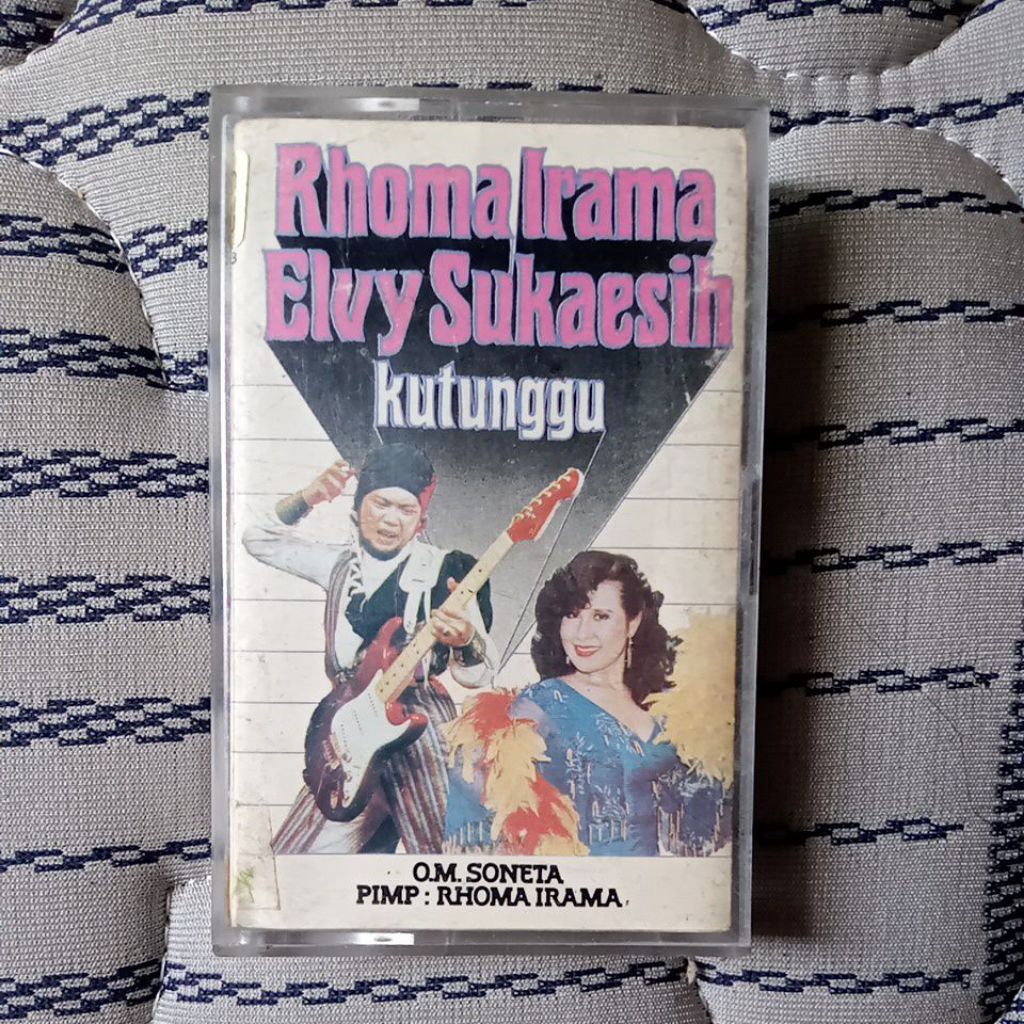 Rhoma Irama
Elvy Sukaesih
kutunggu
O.M. SONETA
PIMP : RHOMA IRAMA